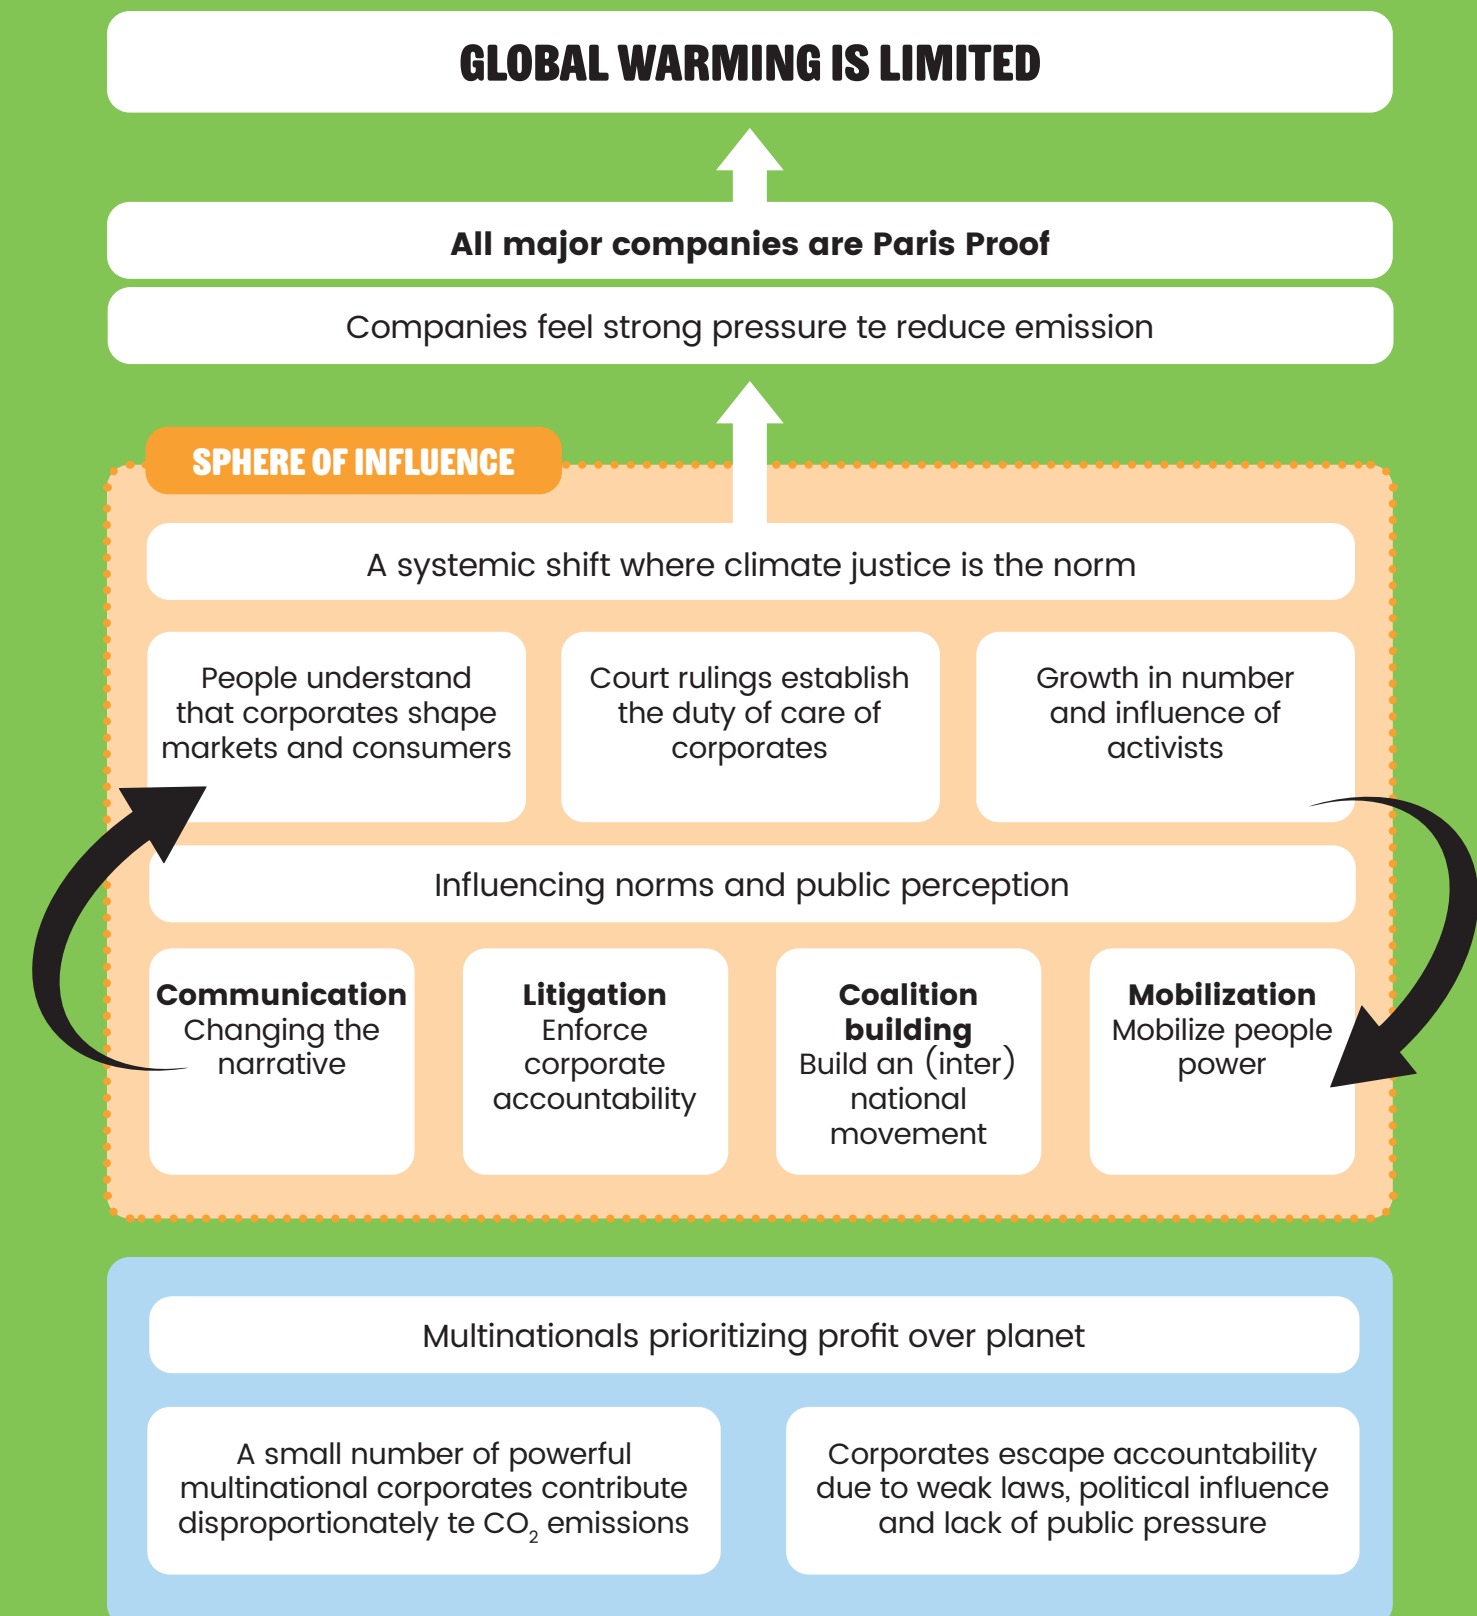 GLOBAL WARMING IS LIMITED
All major companies are Paris Proof
Companies feel strong pressure te reduce emission
SPHERE OF INFLUENCE
A systemic shift where climate justice is the norm
People understand
that corporates shape
markets and consumers
Court rulings establish
the duty of care of
corporates
Growth in number
and influence of
activists
Influencing norms and public perception
Communication
Changing the
narrative
Litigation
Enforce
corporate
accountability
Coalition
building
Build an (inter)
national
movement
Mobilization
Mobilize people
power
Multinationals prioritizing profit over planet
A small number of powerful
multinational corporates contribute
disproportionately te CO₂ emissions
Corporates escape accountability
due to weak laws, political influence
and lack of public pressure